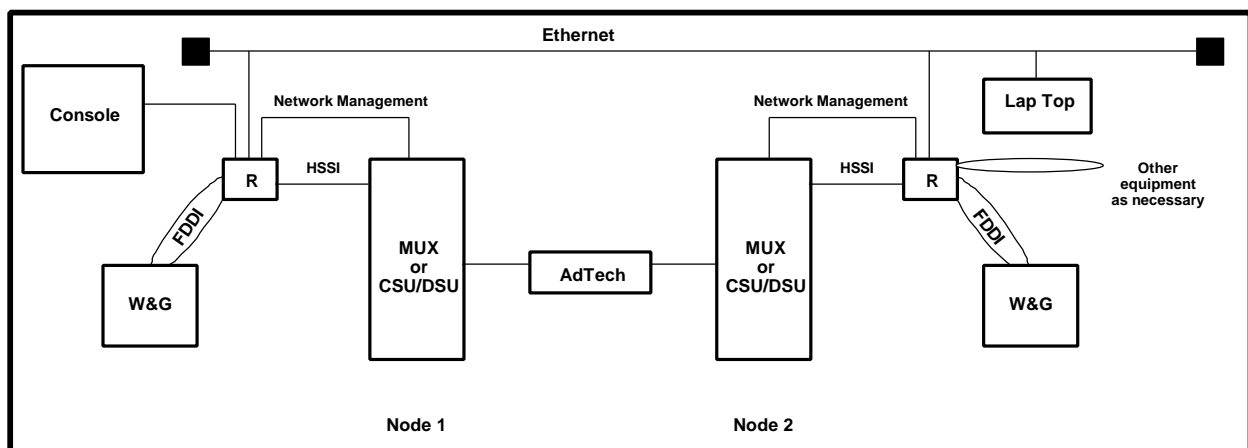 Ethernet
Console
Network Management
Network Management
Lap Top
R
HSSI
HSSI
R
Other
equipment
as necessary
FDDI
FDDI
MUX
or
CSU/DSU
AdTech
MUX
or
CSU/DSU
W&G
W&G
Node 1
Node 2